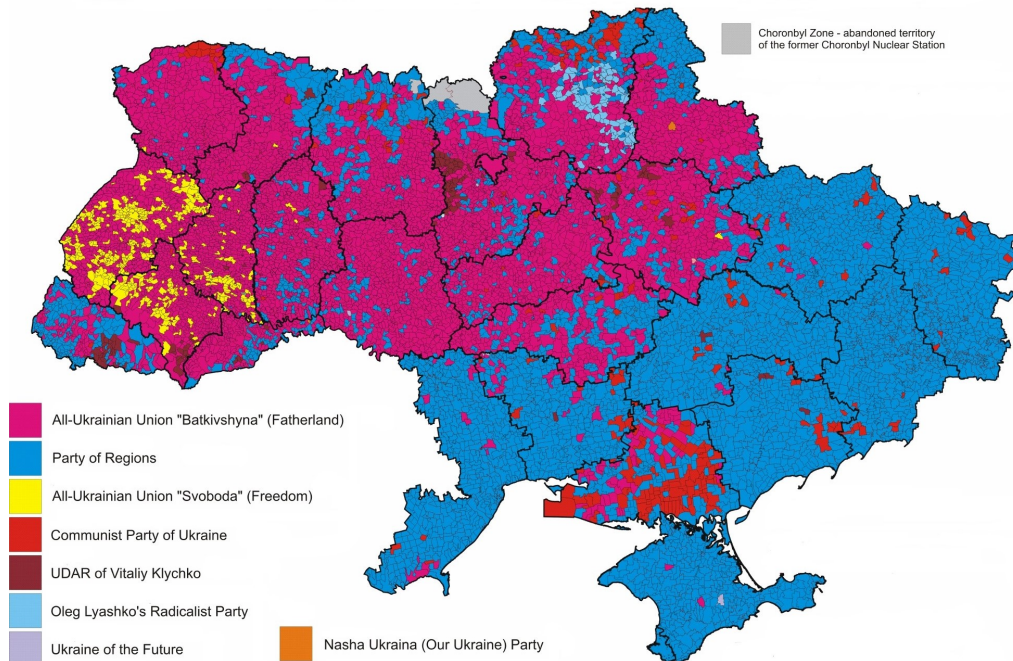 Choronbyl Zone - abandoned territory
of the former Choronbyl Nuclear Station
All-Ukrainian Union "Batkivshyna" (Fatherland)
Party of Regions
All-Ukrainian Union "Svoboda" (Freedom)
Communist Party of Ukraine
UDAR of Vitaliy Klychko
Oleg Lyashko's Radicalist Party
Ukraine of the Future
Nasha Ukraina (Our Ukraine) Party